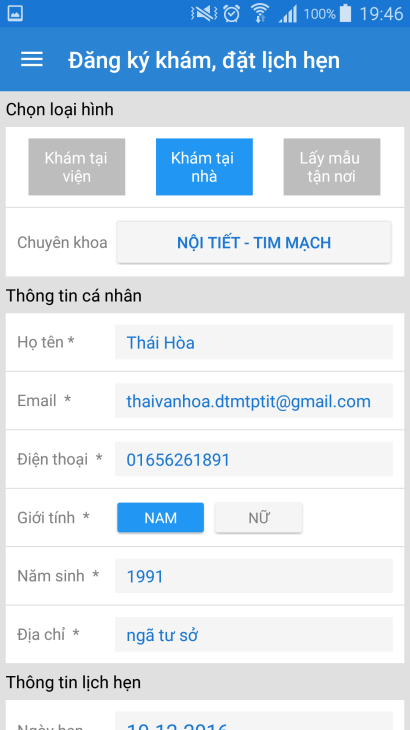 100% 19:46
Đăng ký khám, đặt lịch hẹn
Chọn loại hình
Khám tại viện
Khám tại nhà
Lấy mẫu tận nơi
Chuyên khoa NỘI TIẾT - TIM MẠCH
Thông tin cá nhân
Họ tên * Thái Hòa
Email * thaivanhoa.dtmtptit@gmail.com
Điện thoại * 01656261891
Giới tính * NAM NỮ
Năm sinh * 1991
Địa chỉ * ngã tư sở
Thông tin lịch hẹn
Ngày hẹn 10-12-2016